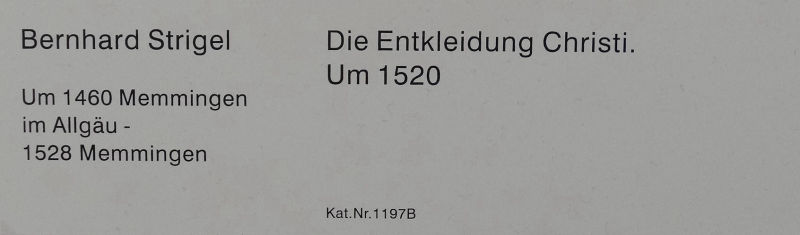 Bernhard Strigel
Um 1460 Memmingen
im Allgäu -
1528 Memmingen
Die Entkleidung Christi.
Um 1520
Kat.Nr.1197B